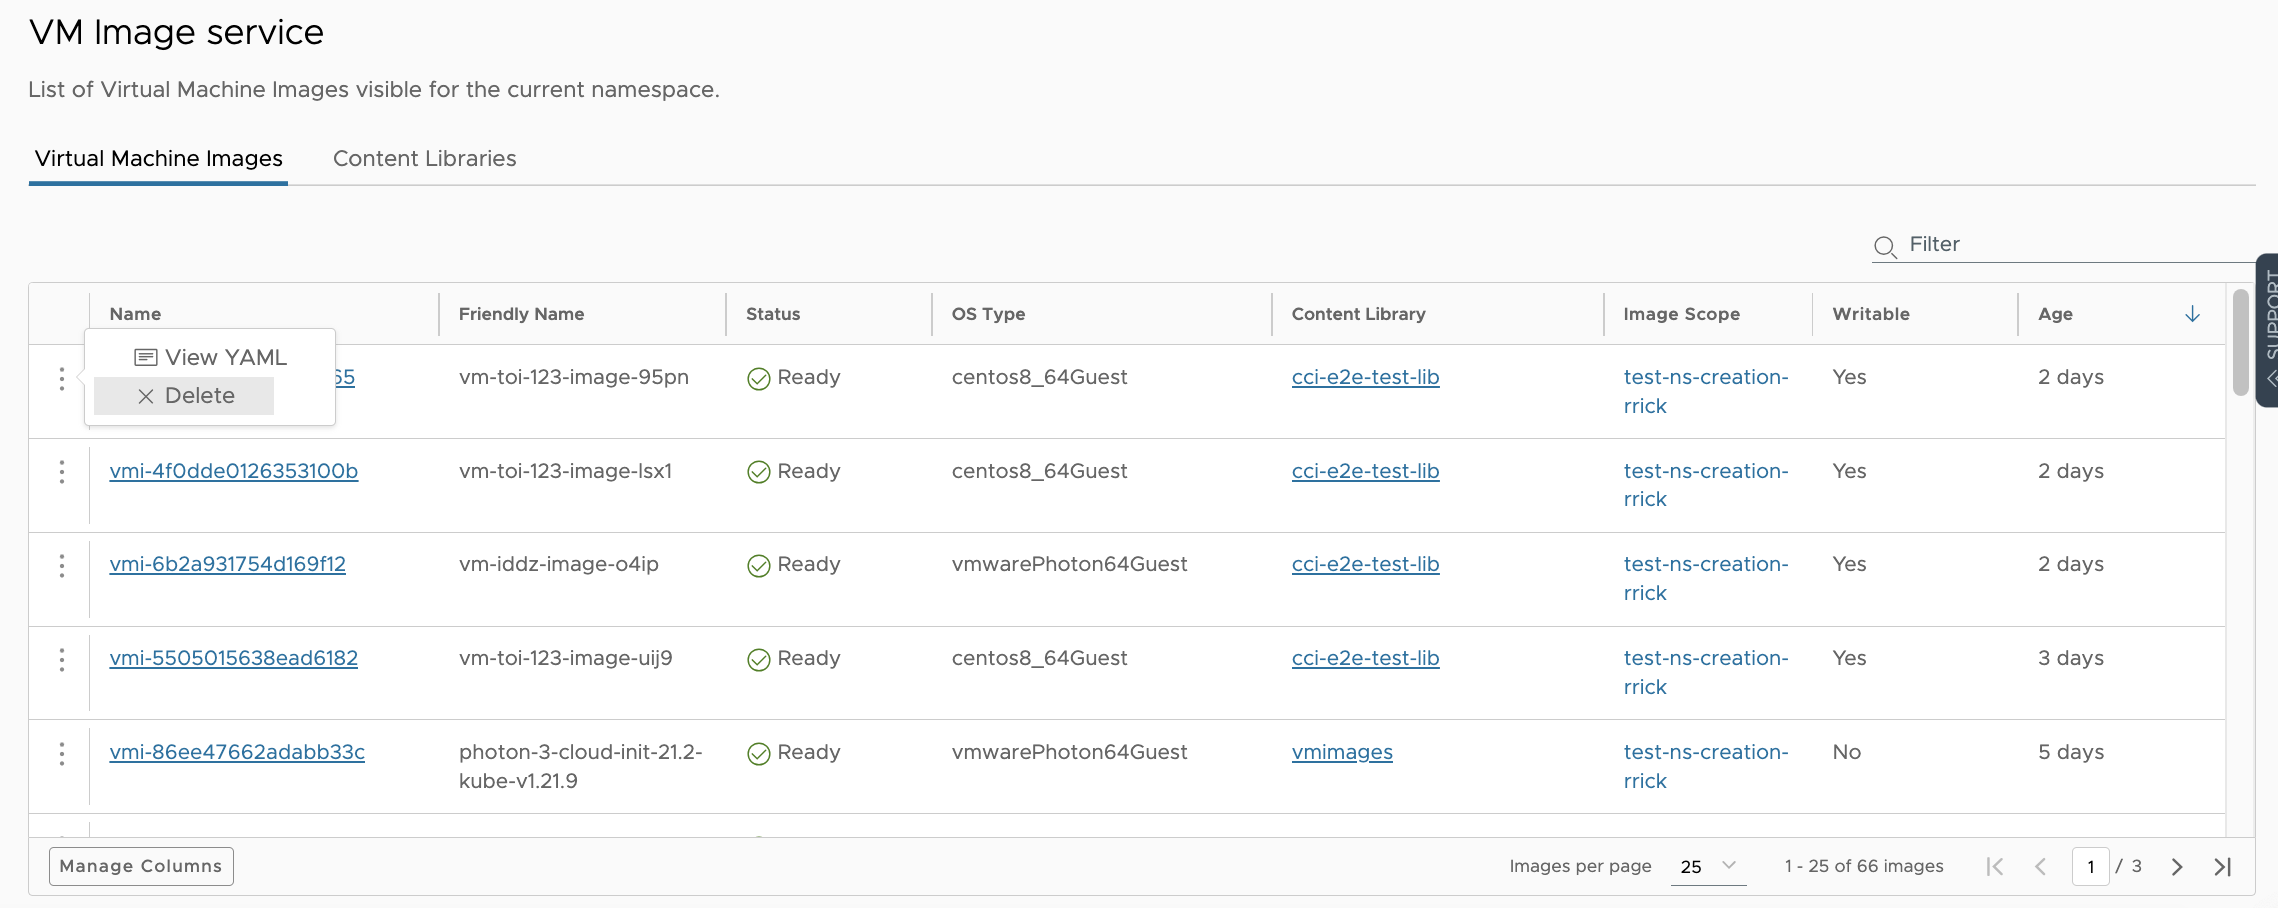 VM Image service
List of Virtual Machine Images visible for the current namespace.
Virtual Machine Images Content Libraries
Filter
SUPPORT
Name Friendly Name Status OS Type Content Library Image Scope Writable Age
View YAML
Delete
65 vm-toi-123-image-95pn Ready centos8_64Guest cci-e2e-test-lib test-ns-creation- Yes 2 days
rrick
vmi-4f0dde0126353100b vm-toi-123-image-lsx1 Ready centos8_64Guest cci-e2e-test-lib test-ns-creation- Yes 2 days
rrick
vmi-6b2a931754d169f12 vm-iddz-image-o4ip Ready vmwarePhoton64Guest cci-e2e-test-lib test-ns-creation- Yes 2 days
rrick
vmi-5505015638ead6182 vm-toi-123-image-uij9 Ready centos8_64Guest cci-e2e-test-lib test-ns-creation- Yes 3 days
rrick
vmi-86ee47662adabb33c photon-3-cloud-init-21.2- Ready vmwarePhoton64Guest vmimages test-ns-creation- No 5 days
kube-v1.21.9 rrick
Manage Columns Images per page 25 1 - 25 of 66 images 1 / 3